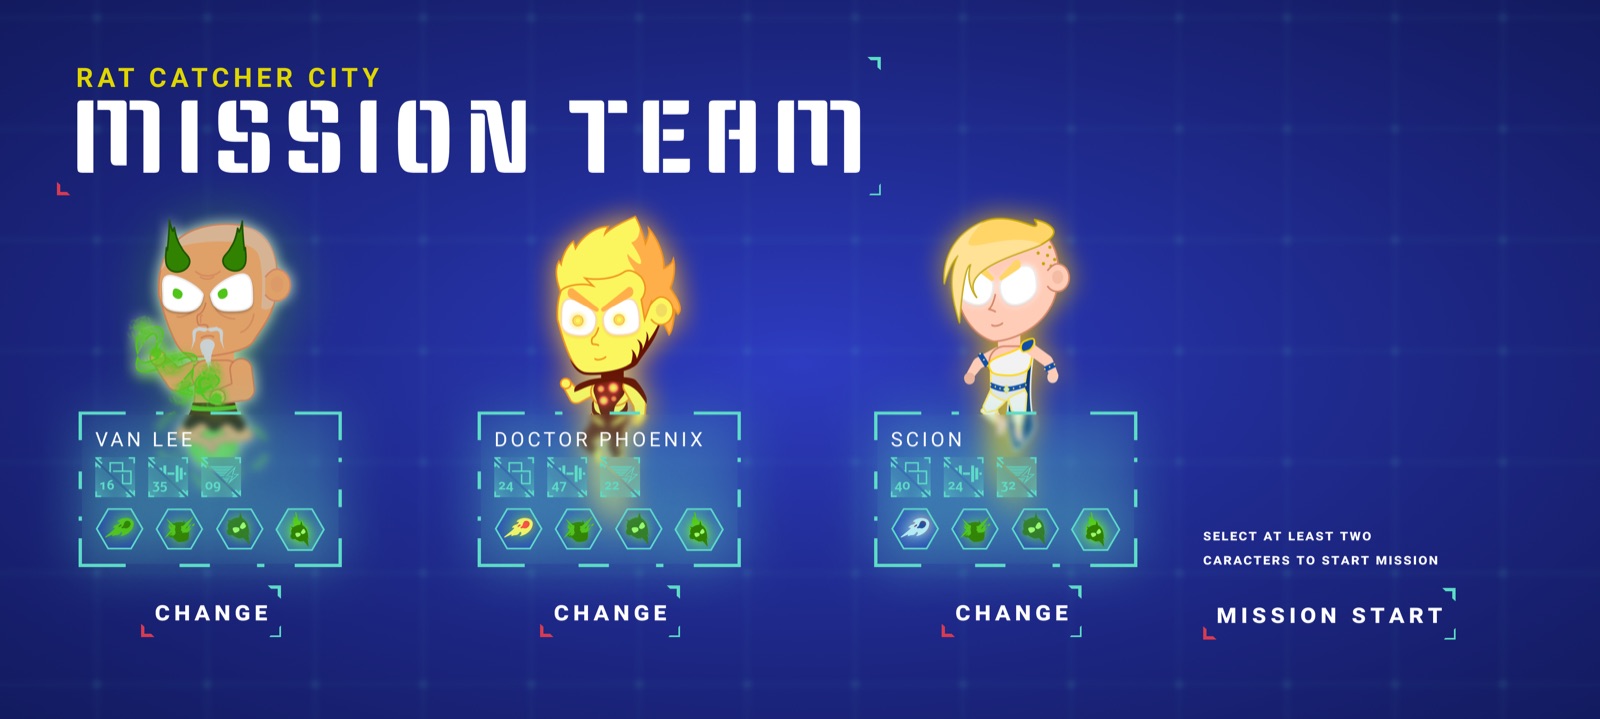 RAT CATCHER CITY
MISSION TEAM
VAN LEE
16 35 09
CHANGE
DOCTOR PHOENIX
24 47 22
CHANGE
SCION
40 24 32
CHANGE
SELECT AT LEAST TWO
CARACTERS TO START MISSION
MISSION START